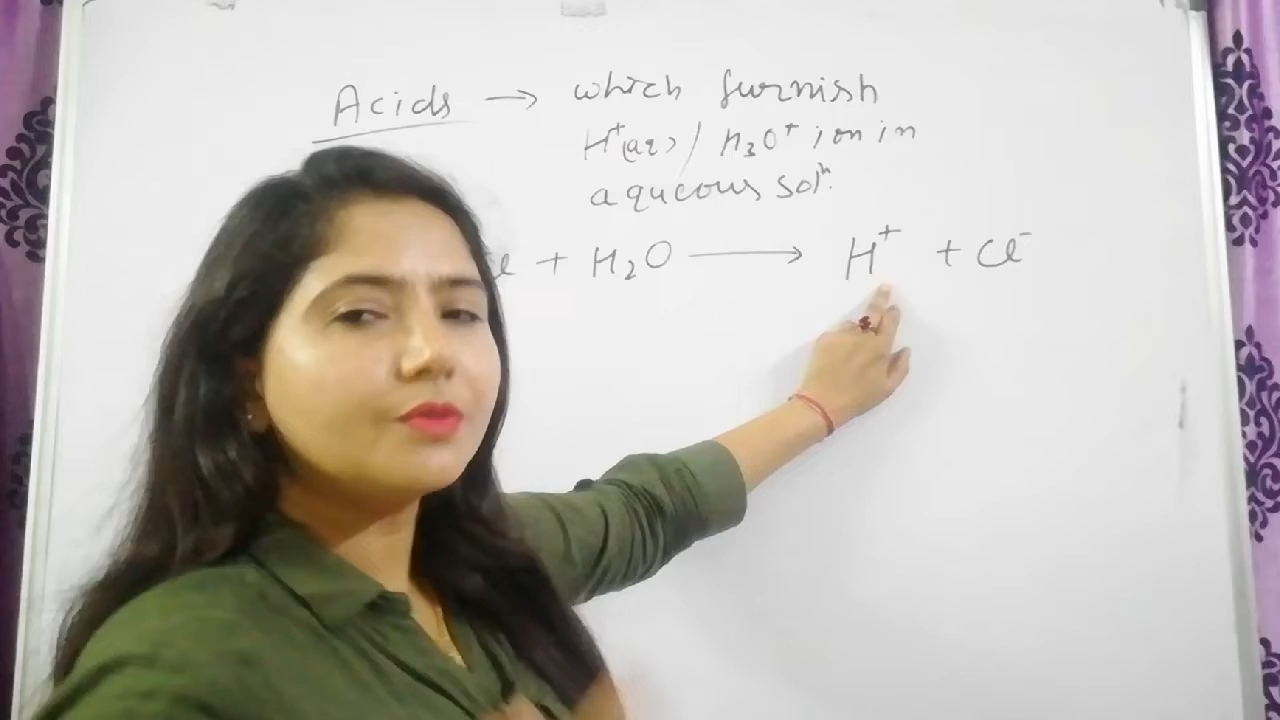 Acids → which furnish
H⁺(aq) / H₃O⁺ ion in
aqueous solⁿ.
+ H₂O ⟶ H⁺ + Cl⁻